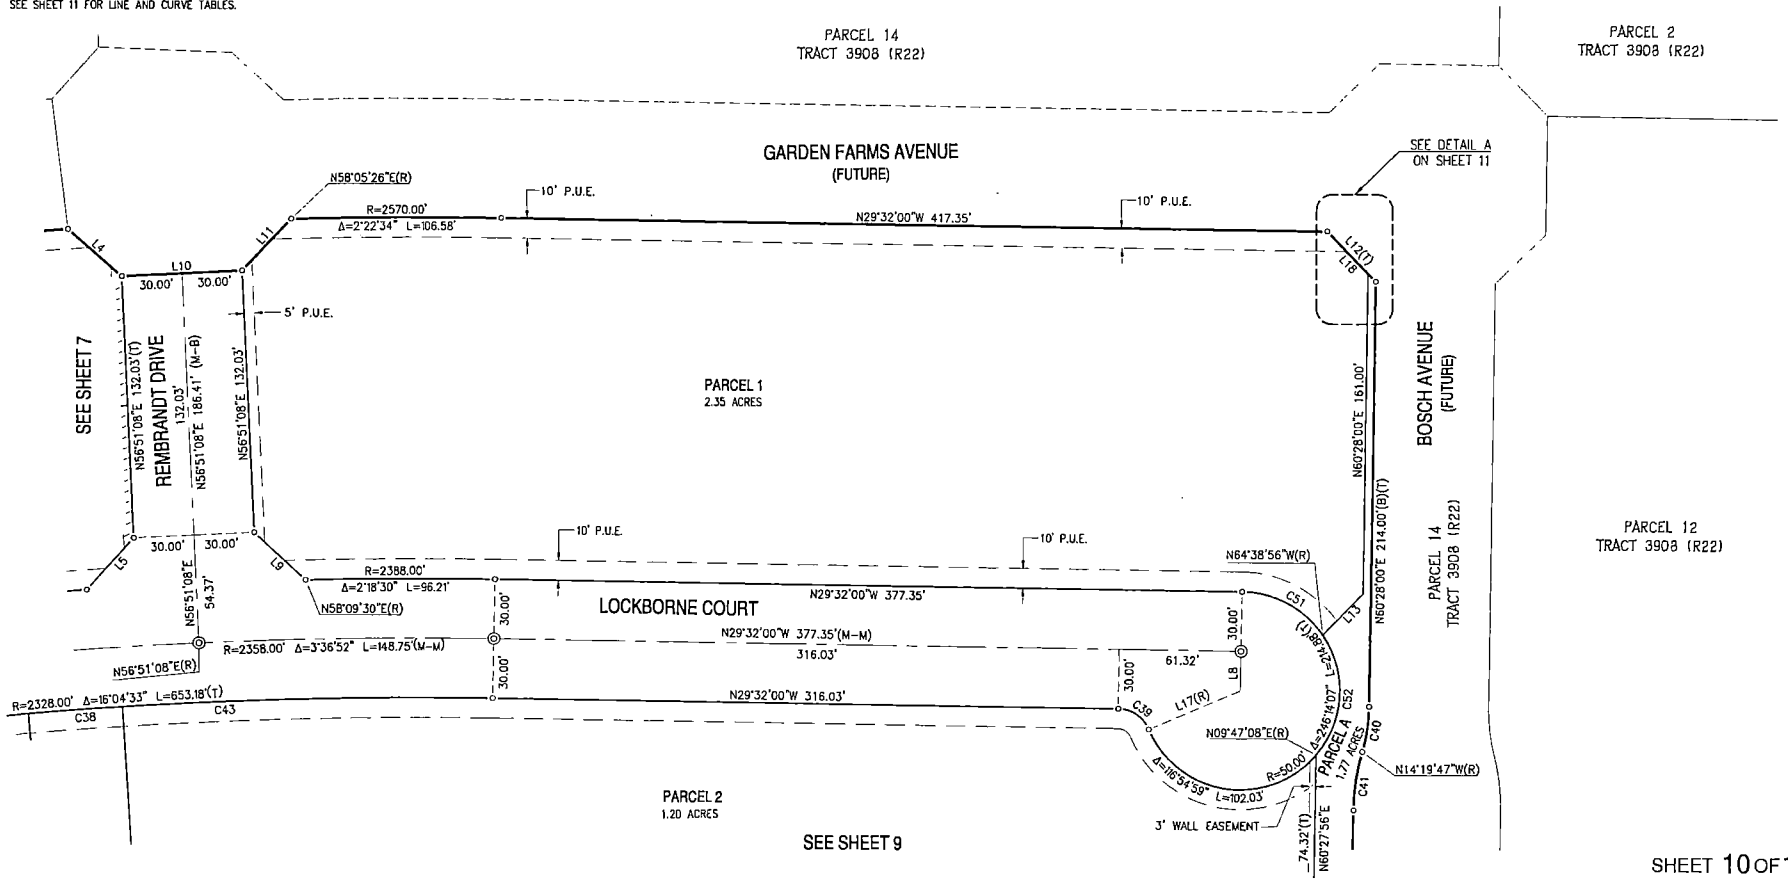 SEE SHEET 11 FOR LINE AND CURVE TABLES.
PARCEL 14
TRACT 3908 (R22)
PARCEL 2
TRACT 3908 (R22)
GARDEN FARMS AVENUE
(FUTURE)
SEE DETAIL A
ON SHEET 11
N58°05'26"E(R)
10' P.U.E.
R=2570.00'
Δ=2°22'34" L=106.58'
N29°32'00"W 417.35'
10' P.U.E.
L4
L11
L10
30.00'
30.00'
L12(T)
L18
5' P.U.E.
SEE SHEET 7
N56°51'08"E 132.03'(T)
REMBRANDT DRIVE
132.03'
N56°51'08"E 186.41' (M-B)
N56°51'08"E 132.03'
PARCEL 1
2.35 ACRES
N60°28'00"E 161.00'
N60°28'00"E 214.00'(B)(T)
BOSCH AVENUE
(FUTURE)
PARCEL 14
TRACT 3908 (R22)
PARCEL 12
TRACT 3908 (R22)
30.00'
30.00'
L5
L9
10' P.U.E.
10' P.U.E.
N64°38'56"W(R)
R=2388.00'
Δ=2°18'30" L=96.21'
N58°09'30"E(R)
LOCKBORNE COURT
N29°32'00"W 377.35'
C51
L13
N56°51'08"E
54.37'
30.00'
N29°32'00"W 377.35'(M-M)
316.03'
30.00'
R=2358.00' Δ=3°36'52" L=148.75'(M-M)
61.32'
L8
N56°51'08"E(R)
30.00'
30.00'
L17(R)
R=2328.00' Δ=16°04'33" L=653.18'(T)
C38
C43
N29°32'00"W 316.03'
C39
R=50.00' Δ=246°14'07" L=214.88'(T)
C52
C40
N09°47'08"E(R)
PARCEL A
1.77 ACRES
N14°19'47"W(R)
C41
Δ=116°54'59" L=102.03'
PARCEL 2
1.20 ACRES
3' WALL EASEMENT
74.32'(T)
N60°27'56"E
SEE SHEET 9
SHEET 10 OF 1